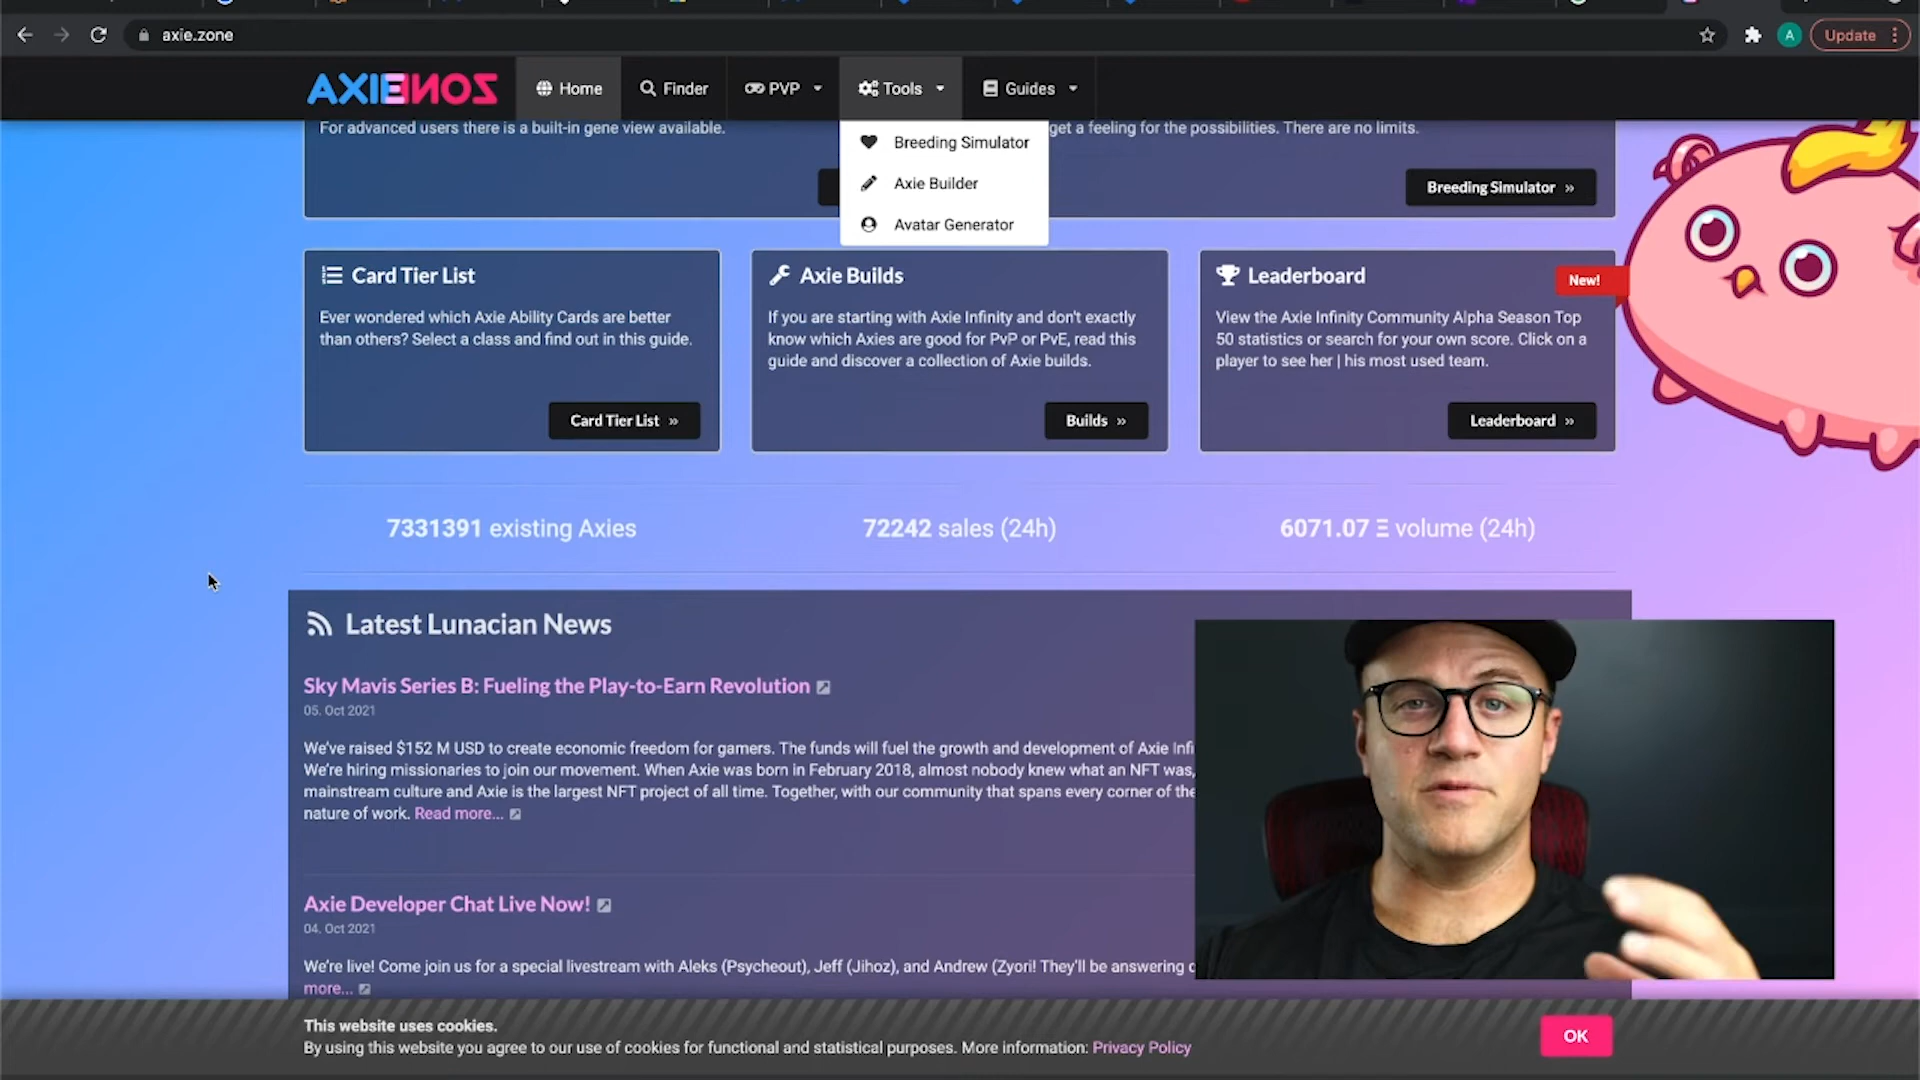 axie.zone
A
Update
AXIE ZONE
Home
Finder
PVP
Tools
Guides
For advanced users there is a built-in gene view available.
get a feeling for the possibilities. There are no limits.
Breeding Simulator
Axie Builder
Avatar Generator
Breeding Simulator »
Card Tier List
Ever wondered which Axie Ability Cards are better
than others? Select a class and find out in this guide.
Card Tier List »
Axie Builds
If you are starting with Axie Infinity and don't exactly
know which Axies are good for PvP or PvE, read this
guide and discover a collection of Axie builds.
Builds »
Leaderboard
New!
View the Axie Infinity Community Alpha Season Top
50 statistics or search for your own score. Click on a
player to see her | his most used team.
Leaderboard »
7331391 existing Axies
72242 sales (24h)
6071.07 Ξ volume (24h)
Latest Lunacian News
Sky Mavis Series B: Fueling the Play-to-Earn Revolution
05. Oct 2021
We've raised $152 M USD to create economic freedom for gamers. The funds will fuel the growth and development of Axie Infi
We're hiring missionaries to join our movement. When Axie was born in February 2018, almost nobody knew what an NFT was,
mainstream culture and Axie is the largest NFT project of all time. Together, with our community that spans every corner of the
nature of work. Read more...
Axie Developer Chat Live Now!
04. Oct 2021
We're live! Come join us for a special livestream with Aleks (Psycheout), Jeff (Jihoz), and Andrew (Zyori! They'll be answering
more...
This website uses cookies.
By using this website you agree to our use of cookies for functional and statistical purposes. More information: Privacy Policy
OK